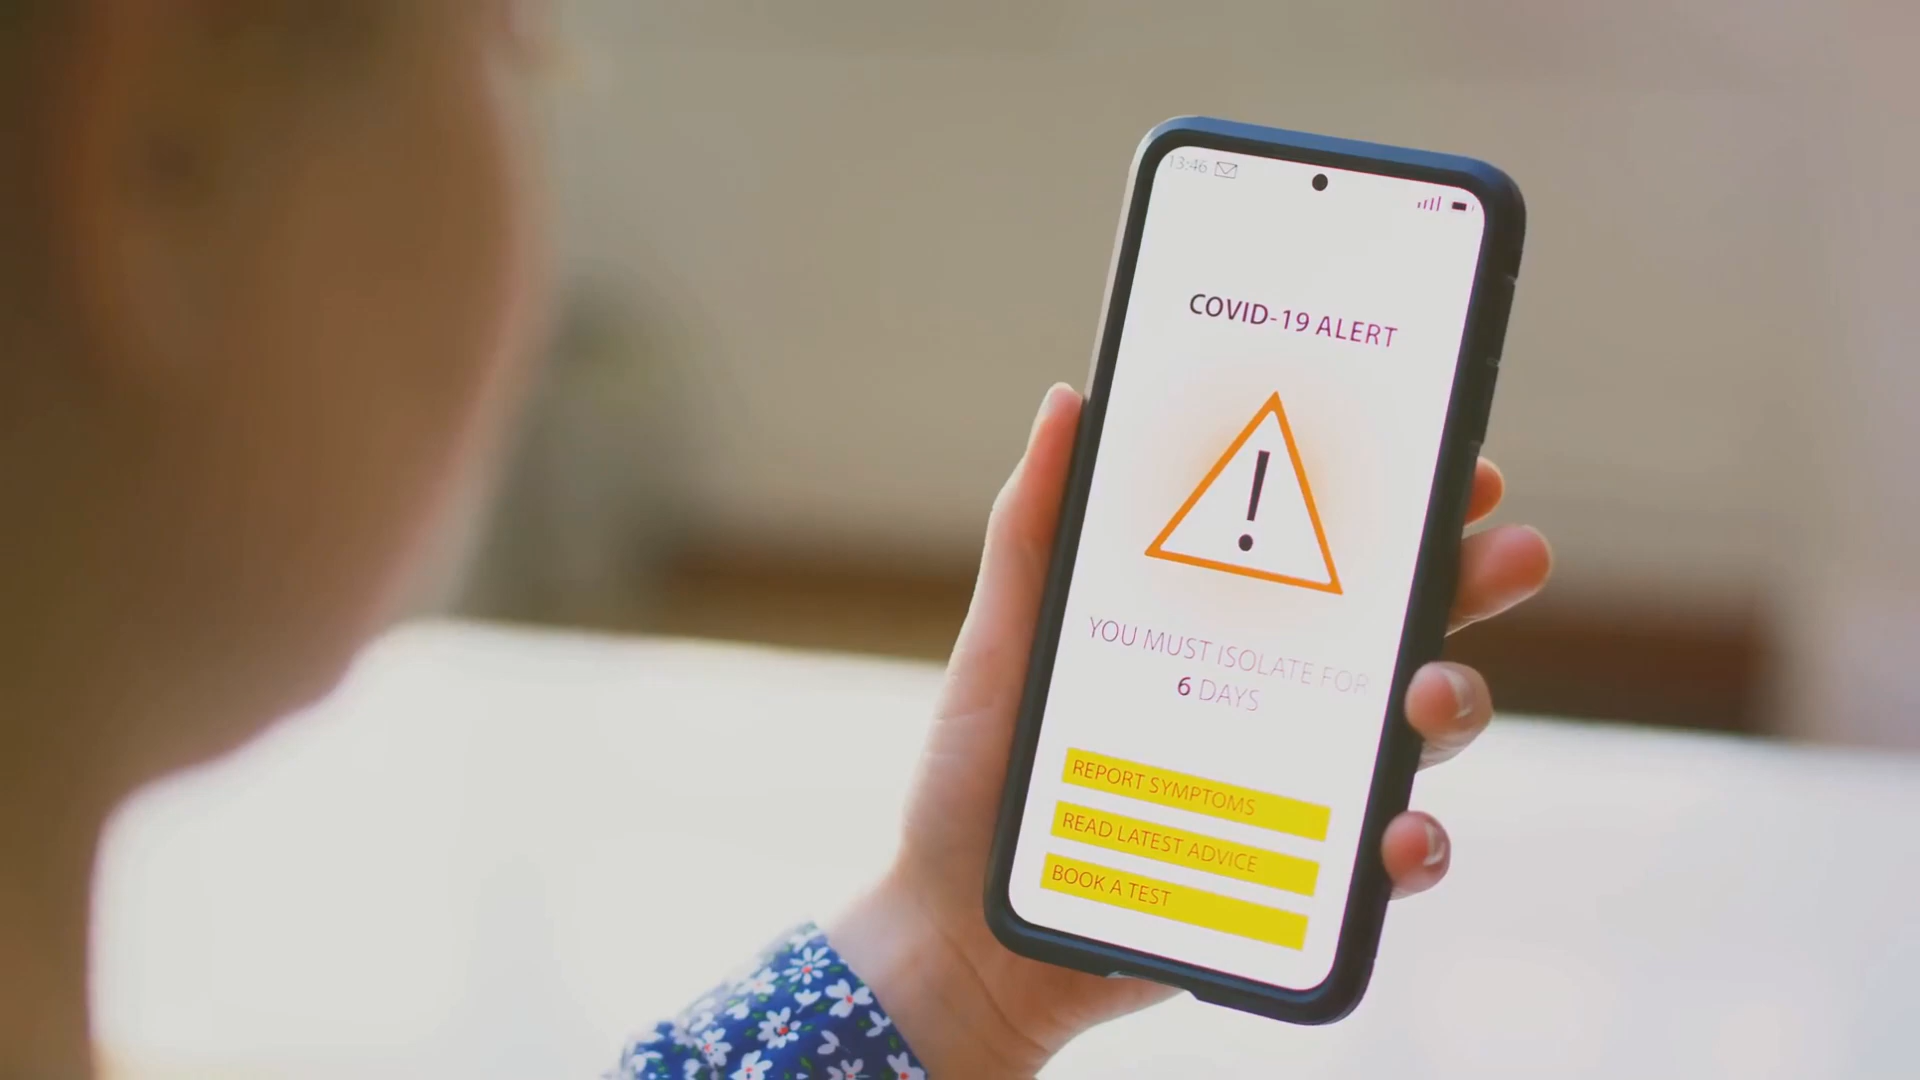 13:46
COVID-19 ALERT
!
YOU MUST ISOLATE FOR
6 DAYS
REPORT SYMPTOMS
READ LATEST ADVICE
BOOK A TEST